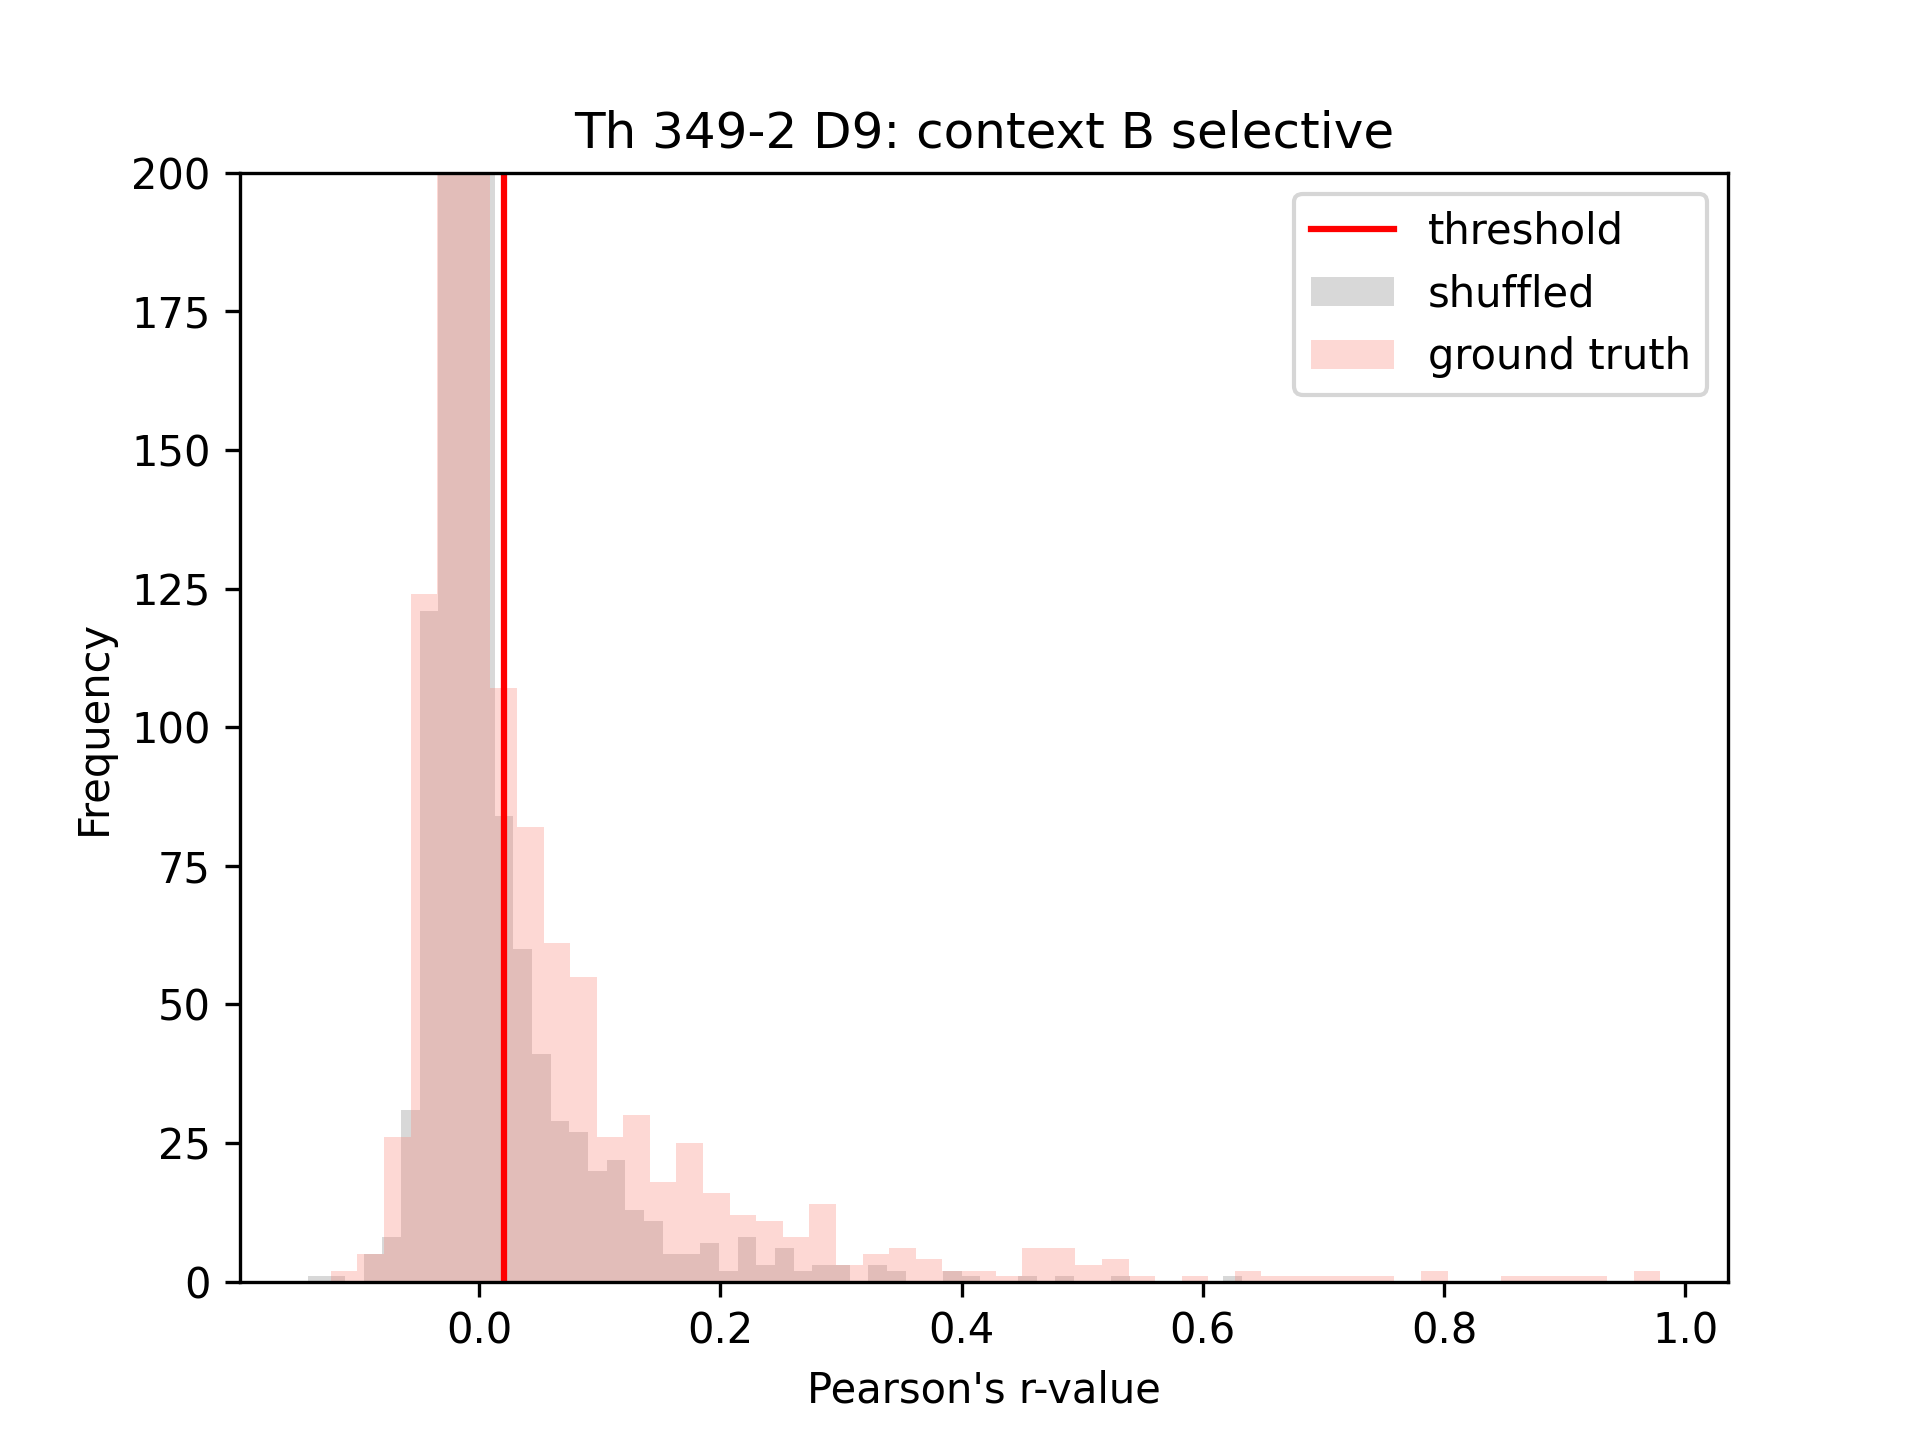 Th 349-2 D9: context B selective
200
175
150
125
100
75
50
25
0
Frequency
threshold
shuffled
ground truth
0.0 0.2 0.4 0.6 0.8 1.0
Pearson's r-value